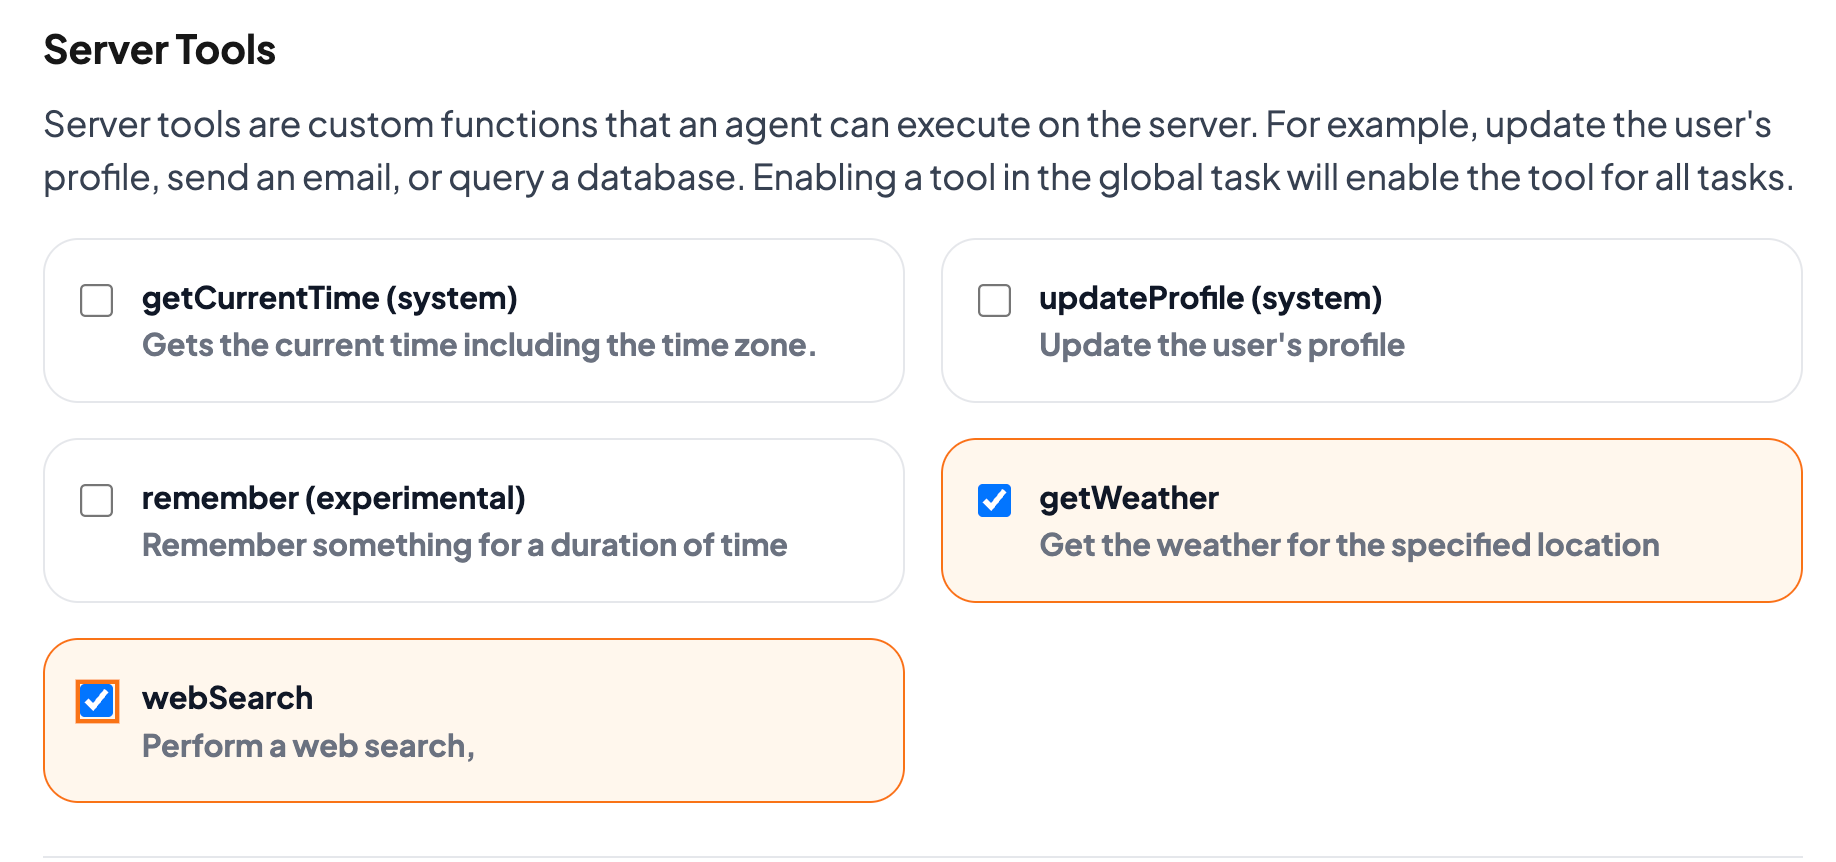 Server Tools
Server tools are custom functions that an agent can execute on the server. For example, update the user's
profile, send an email, or query a database. Enabling a tool in the global task will enable the tool for all tasks.
getCurrentTime (system)
Gets the current time including the time zone.
updateProfile (system)
Update the user's profile
remember (experimental)
Remember something for a duration of time
getWeather
Get the weather for the specified location
webSearch
Perform a web search,